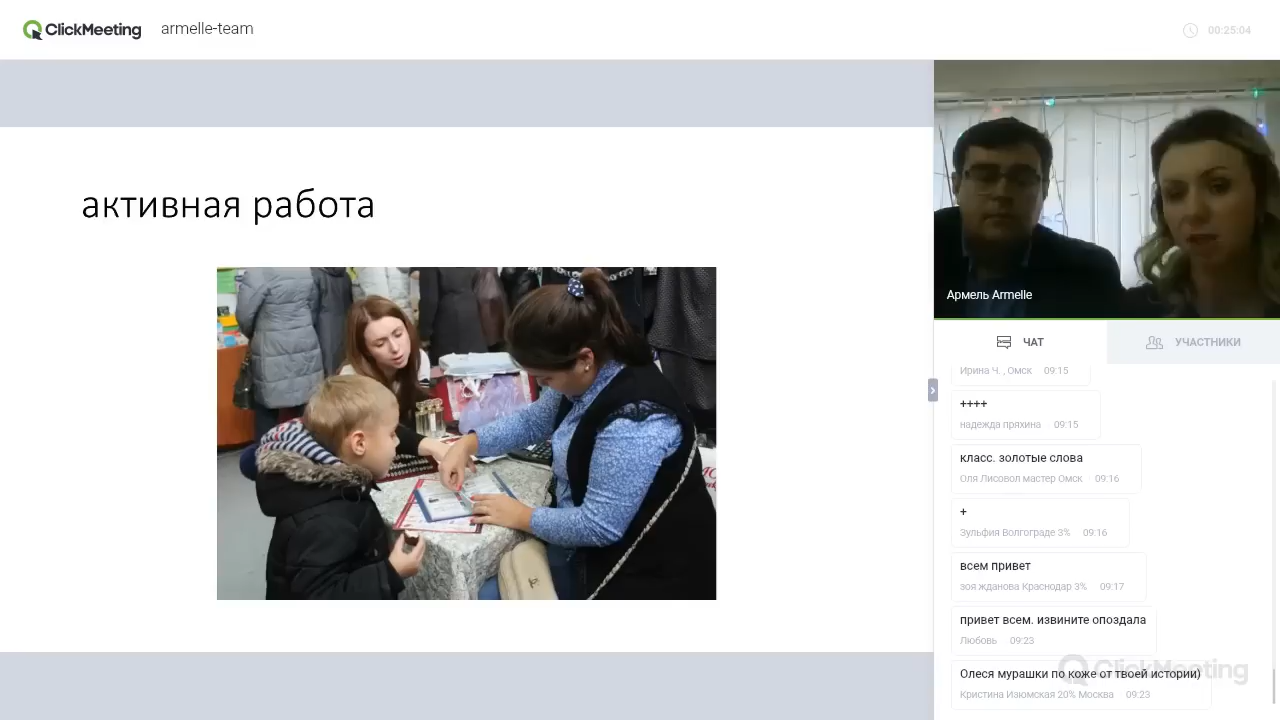 ClickMeeting
armelle-team
00:25:04
активная работа
Армель Armelle
ЧАТ
УЧАСТНИКИ
Ирина Ч. , Омск 09:15
++++
надежда пряхина 09:15
класс. золотые слова
Оля Лисовол мастер Омск 09:16
+
Зульфия Волгограде 3% 09:16
всем привет
зоя жданова Краснодар 3% 09:17
привет всем. извините опоздала
Любовь 09:23
ClickMeeting
Олеся мурашки по коже от твоей истории)
Кристина Изюмская 20% Москва 09:23